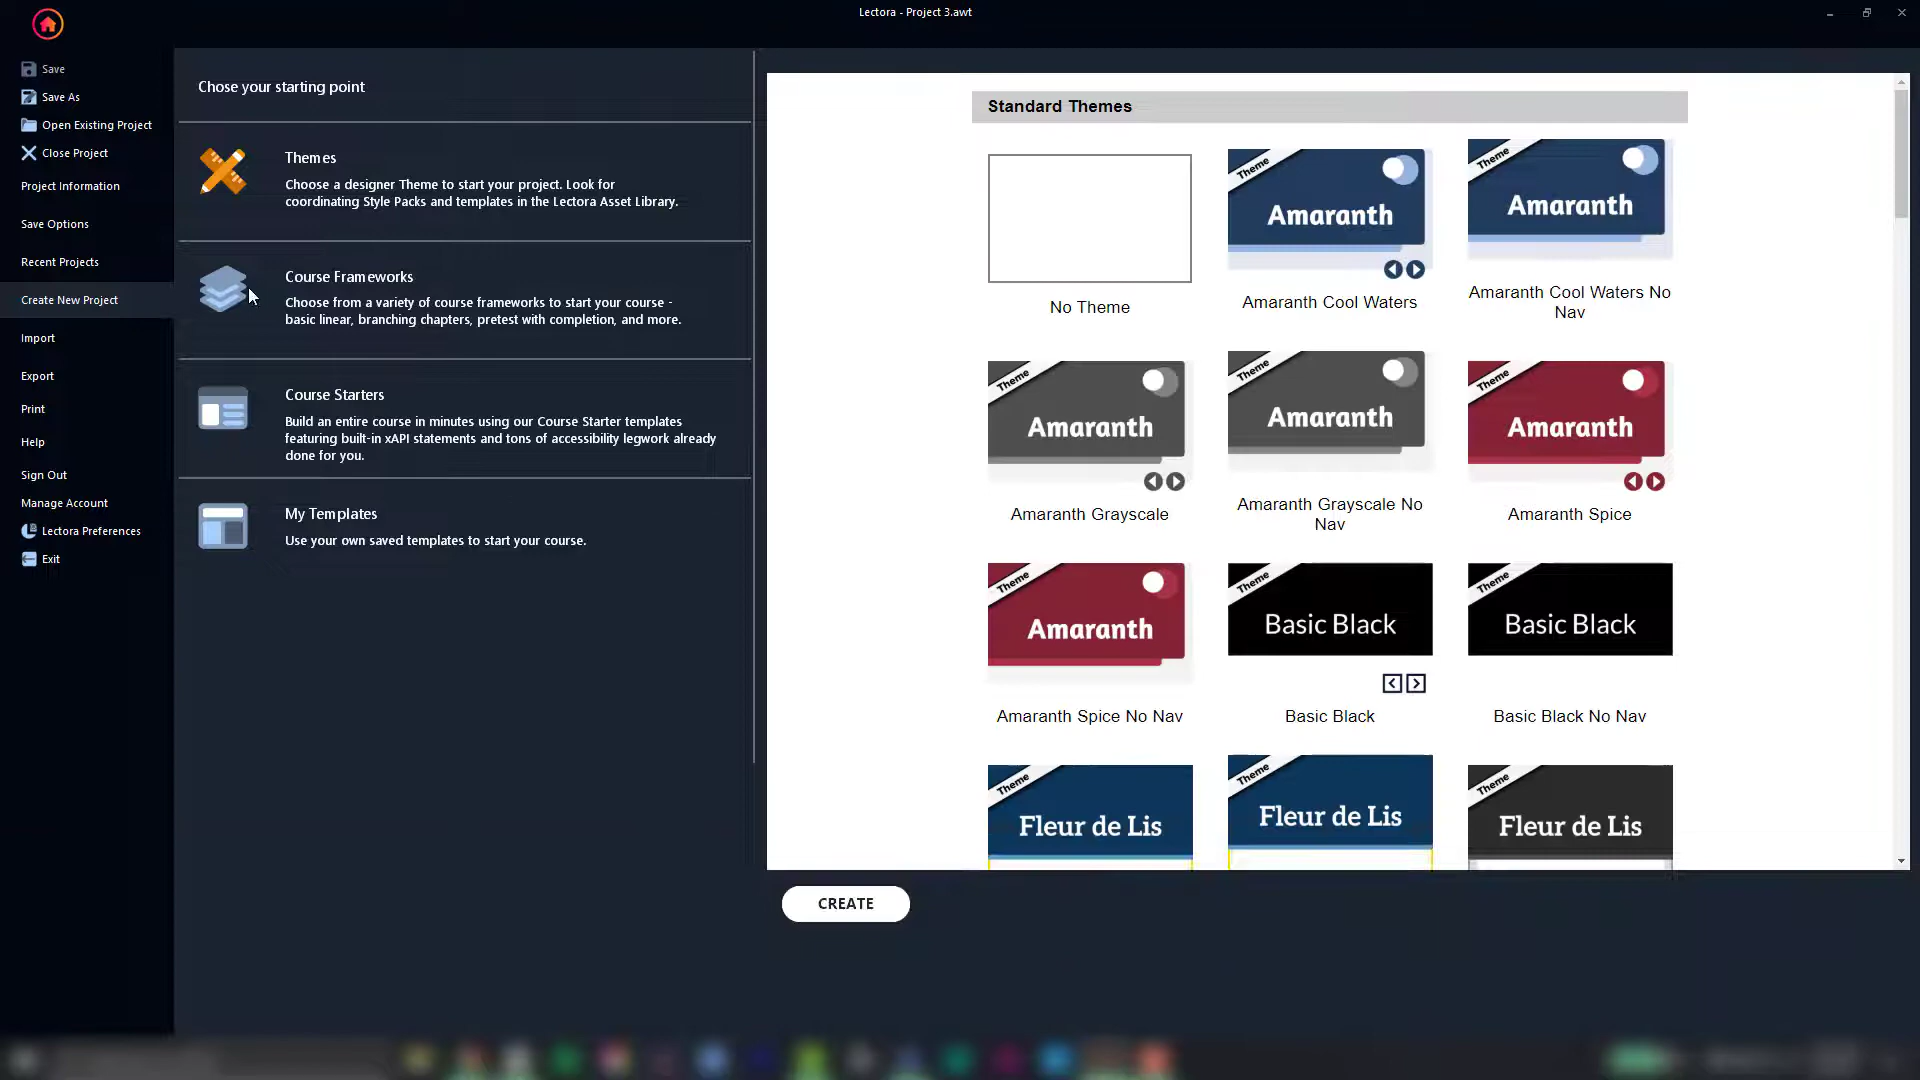 Lectora - Project 3.awt
Save
Save As
Open Existing Project
Close Project
Project Information
Save Options
Recent Projects
Create New Project
Import
Export
Print
Help
Sign Out
Manage Account
Lectora Preferences
Exit
Chose your starting point
Themes
Choose a designer Theme to start your project. Look for
coordinating Style Packs and templates in the Lectora Asset Library.
Course Frameworks
Choose from a variety of course frameworks to start your course -
basic linear, branching chapters, pretest with completion, and more.
Course Starters
Build an entire course in minutes using our Course Starter templates
featuring built-in xAPI statements and tons of accessibility legwork already
done for you.
My Templates
Use your own saved templates to start your course.
Standard Themes
No Theme
Theme
Amaranth
Amaranth Cool Waters
Theme
Amaranth
Amaranth Cool Waters No
Nav
Theme
Amaranth
Amaranth Grayscale
Theme
Amaranth
Amaranth Grayscale No
Nav
Theme
Amaranth
Amaranth Spice
Theme
Amaranth
Amaranth Spice No Nav
Theme
Basic Black
Basic Black
Theme
Basic Black
Basic Black No Nav
Theme
Fleur de Lis
Theme
Fleur de Lis
Theme
Fleur de Lis
CREATE